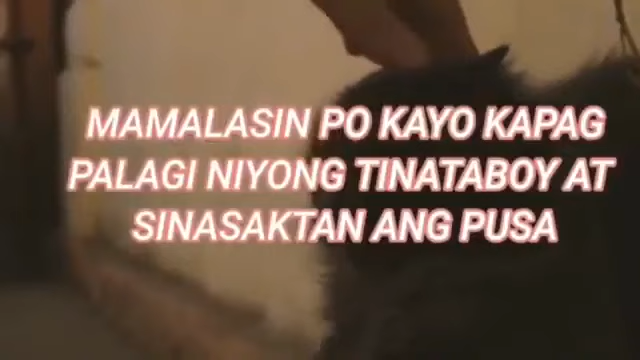 MAMALASIN PO KAYO KAPAG
PALAGI NIYONG TINATABOY AT
SINASAKTAN ANG PUSA